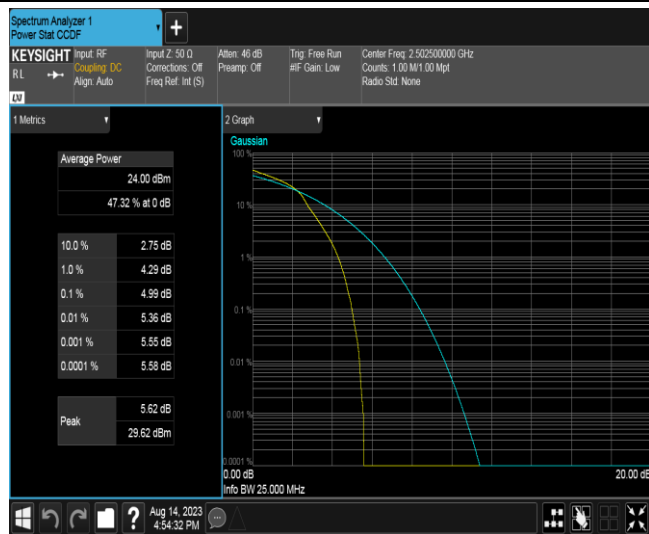 Spectrum Analyzer 1
Power Stat CCDF
+
KEYSIGHT
RL
LXI
Input: RF
Coupling: DC
Align: Auto
Input Z: 50 Ω
Corrections: Off
Freq Ref: Int (S)
Atten: 46 dB
Preamp: Off
Trig: Free Run
#IF Gain: Low
Center Freq: 2.502500000 GHz
Counts: 1.00 M/1.00 Mpt
Radio Std: None
1 Metrics
Average Power
24.00 dBm
47.32 % at 0 dB
10.0 % 2.75 dB
1.0 % 4.29 dB
0.1 % 4.99 dB
0.01 % 5.36 dB
0.001 % 5.55 dB
0.0001 % 5.58 dB
Peak
5.62 dB
29.62 dBm
2 Graph
Gaussian
100 %
10 %
1 %
0.1 %
0.01 %
0.001 %
0.0001 %
0.00 dB
20.00 dB
Info BW 25.000 MHz
?
Aug 14, 2023
4:54:32 PM